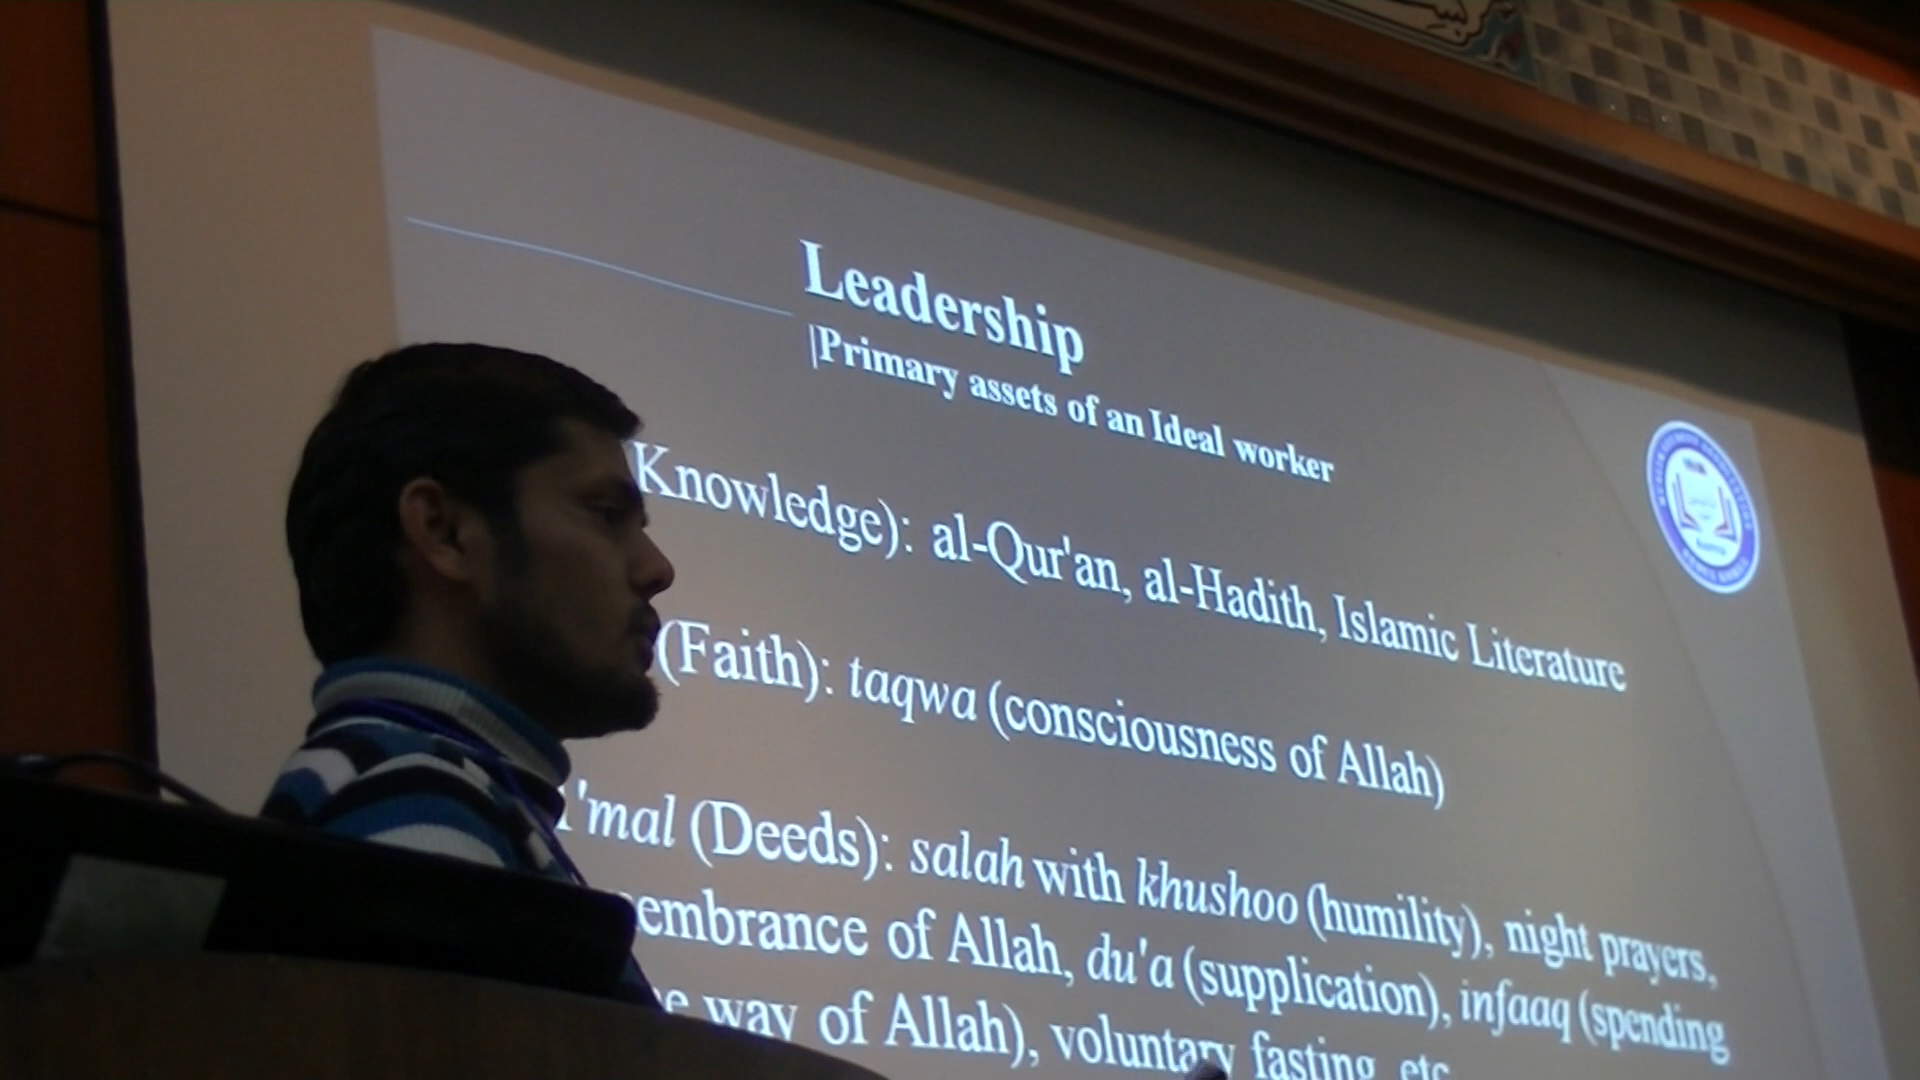 Leadership
|Primary assets of an Ideal worker
(Knowledge): al-Qur'an, al-Hadith, Islamic Literature
(Faith): taqwa (consciousness of Allah)
'mal (Deeds): salah with khushoo (humility), night prayers,
embrance of Allah, du'a (supplication), infaaq (spending
e way of Allah), voluntary fasting, etc